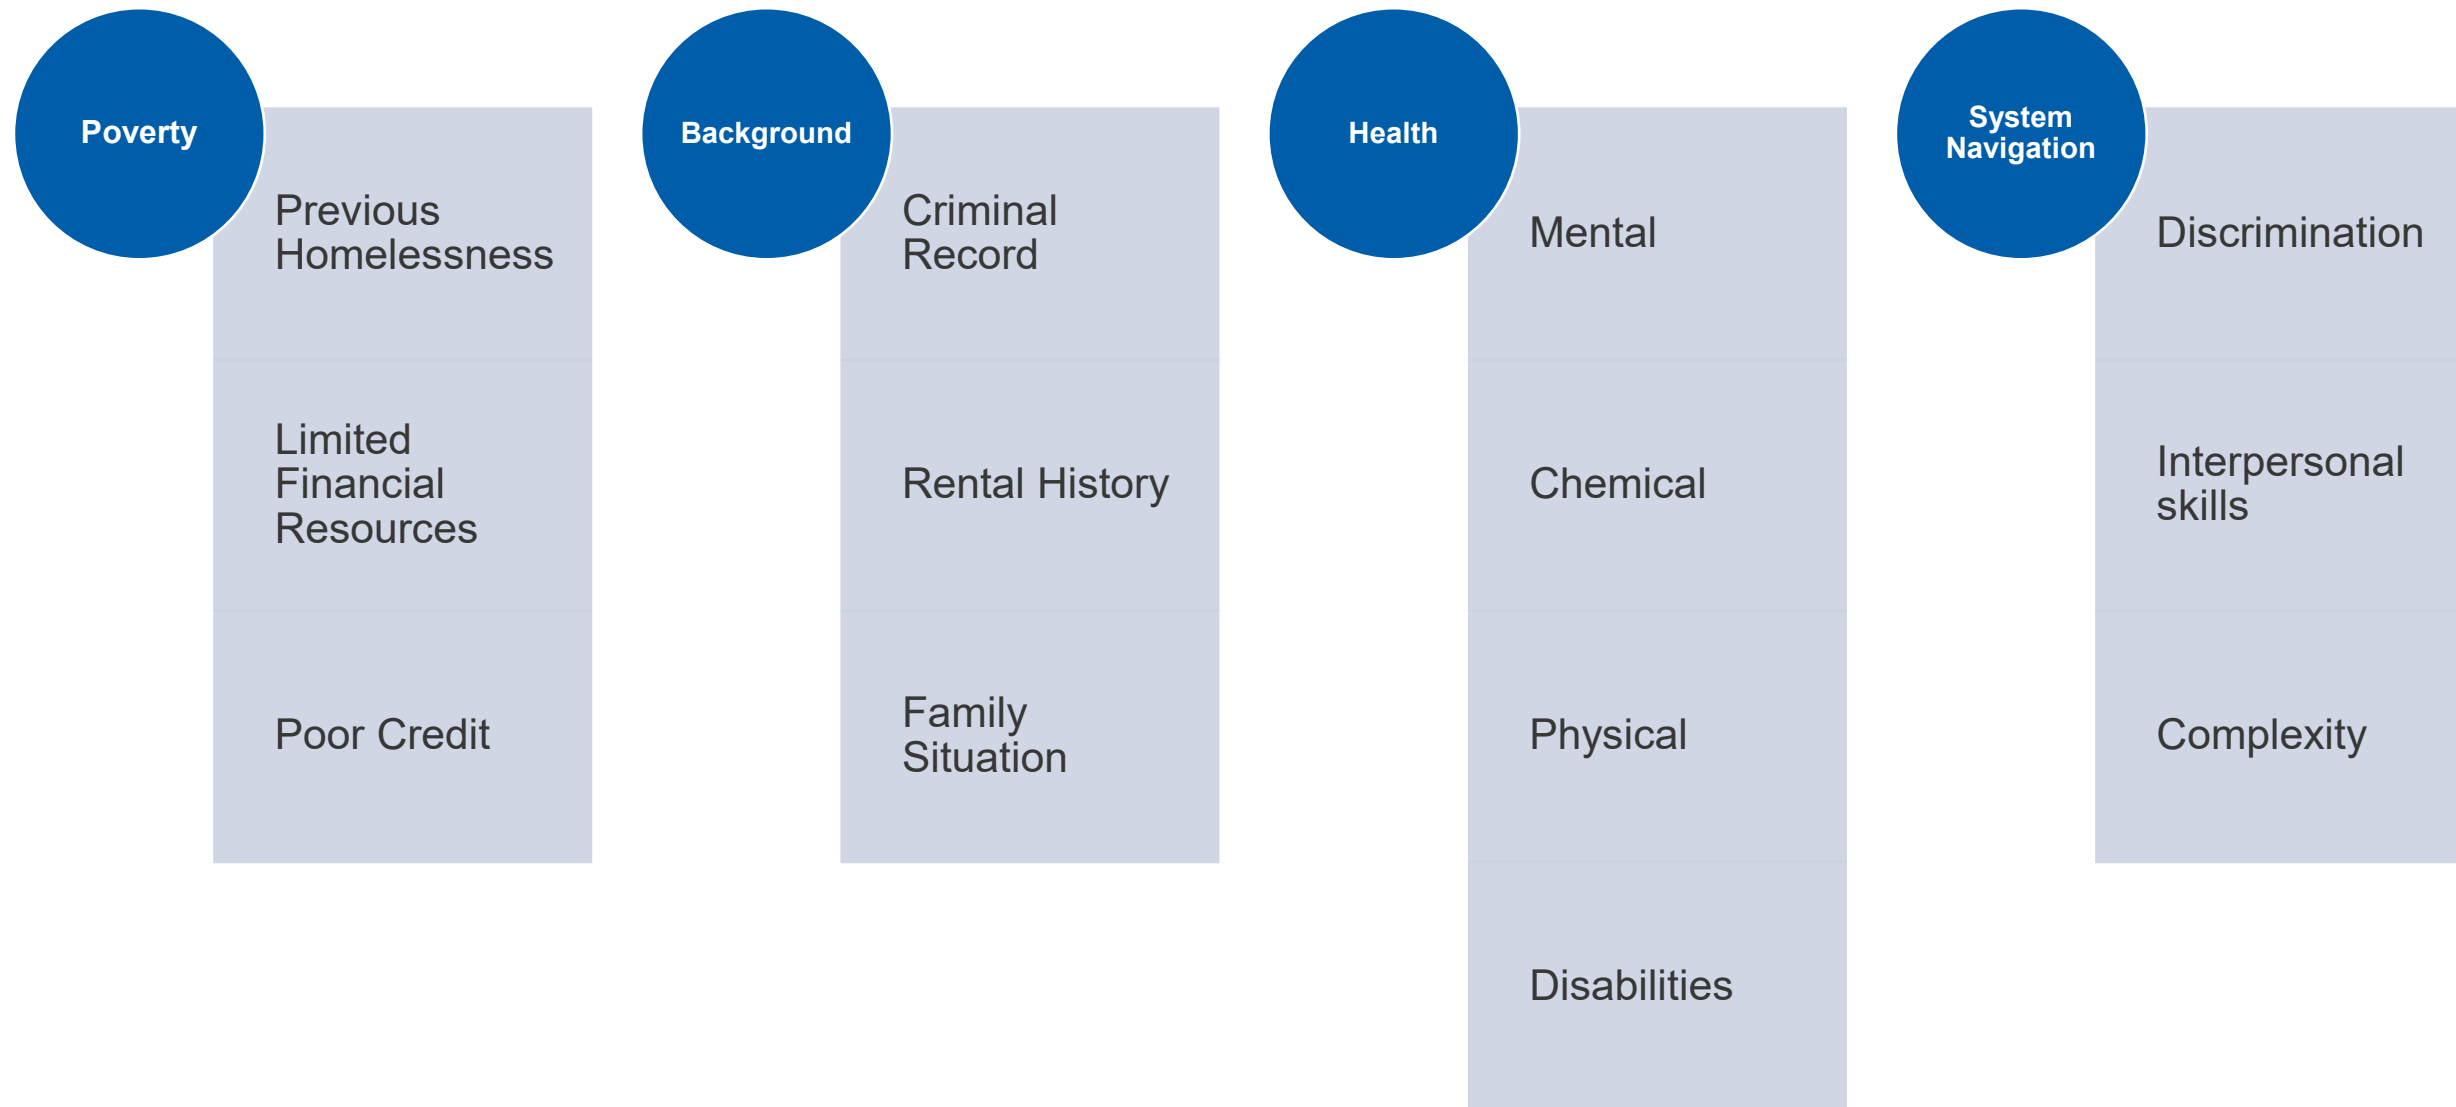 Poverty
Previous
Homelessness
Limited
Financial
Resources
Poor Credit
Background
Criminal
Record
Rental History
Family
Situation
Health
Mental
Chemical
Physical
Disabilities
System
Navigation
Discrimination
Interpersonal
skills
Complexity